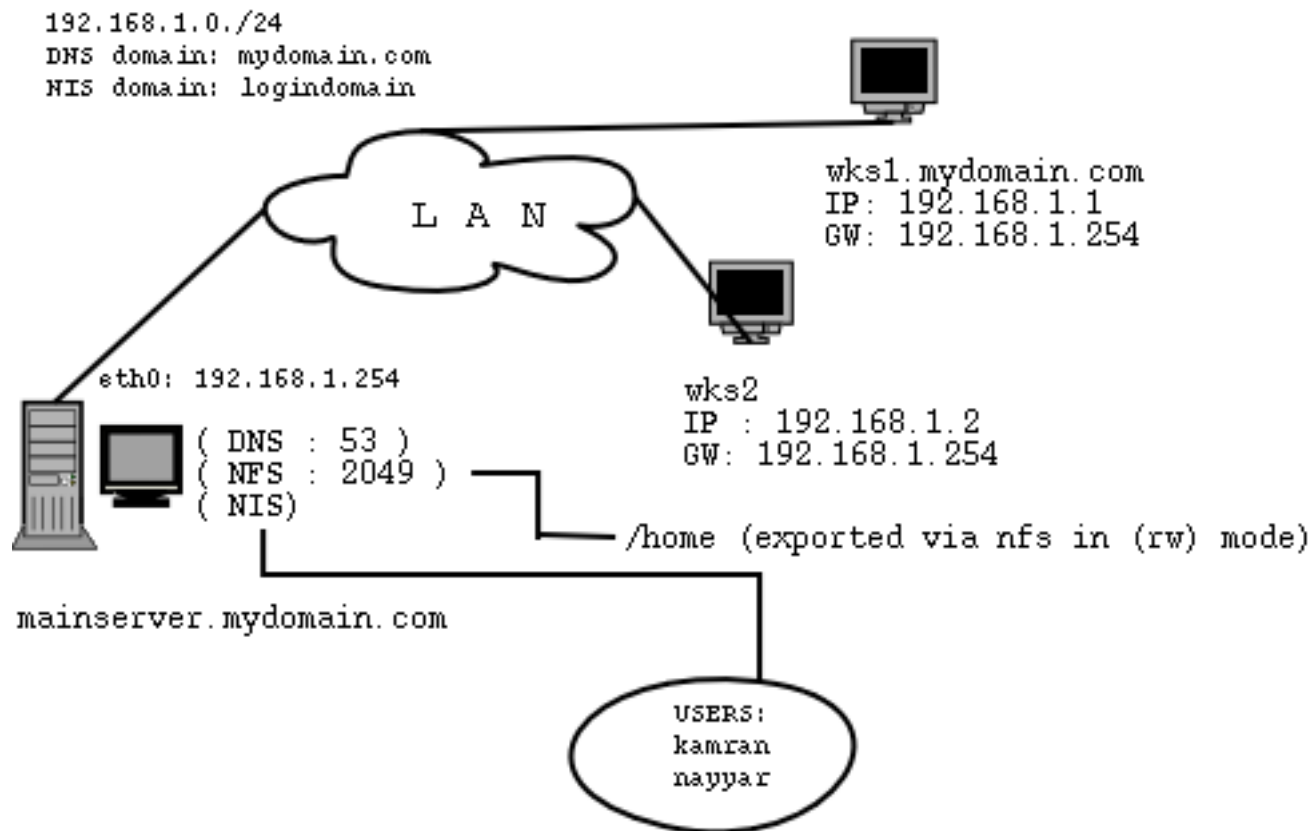 192.168.1.0./24
DNS domain: mydomain.com
NIS domain: logindomain
L A N
wks1.mydomain.com
IP: 192.168.1.1
GW: 192.168.1.254
wks2
IP : 192.168.1.2
GW: 192.168.1.254
eth0: 192.168.1.254
( DNS : 53 )
( NFS : 2049 )
( NIS)
/home (exported via nfs in (rw) mode)
mainserver.mydomain.com
USERS:
kamran
nayyar